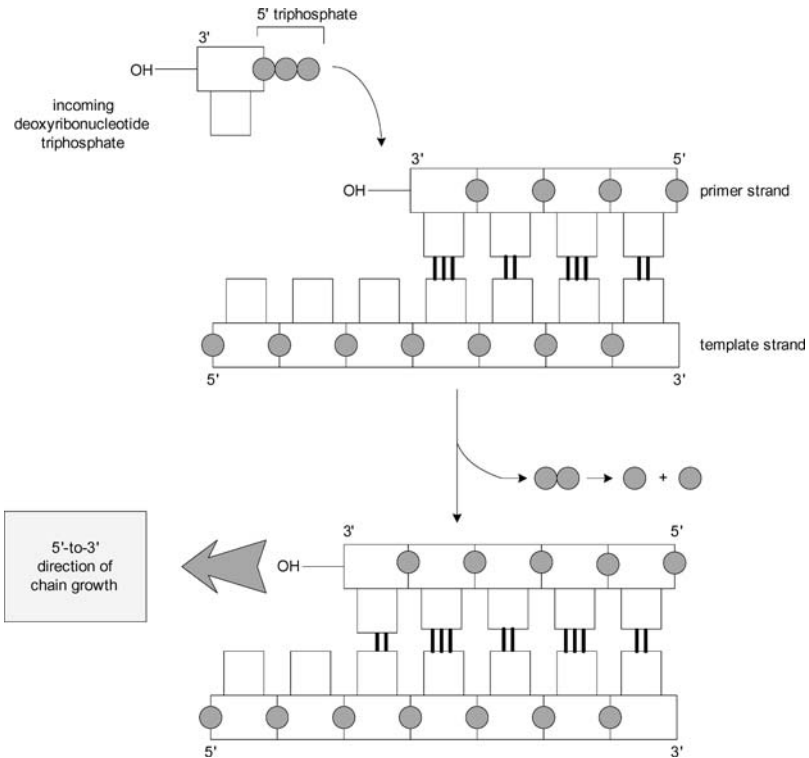 5' triphosphate
3'
OH
incoming
deoxyribonucleotide
triphosphate
3'
5'
OH
primer strand
template strand
5'
3'
+
5'-to-3'
direction of
chain growth
3'
5'
OH
5'
3'